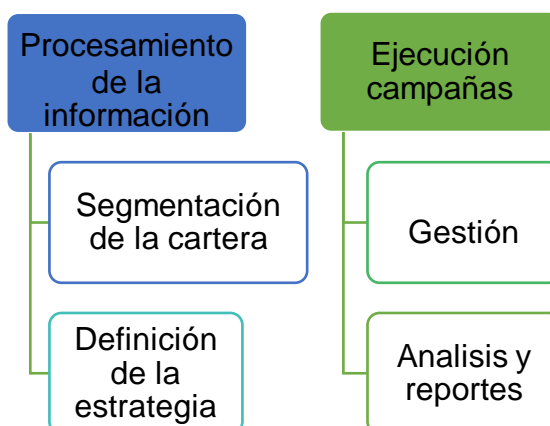 Procesamiento
de la
información
Segmentación
de la cartera
Definición
de la
estrategia
Ejecución
campañas
Gestión
Analisis y
reportes